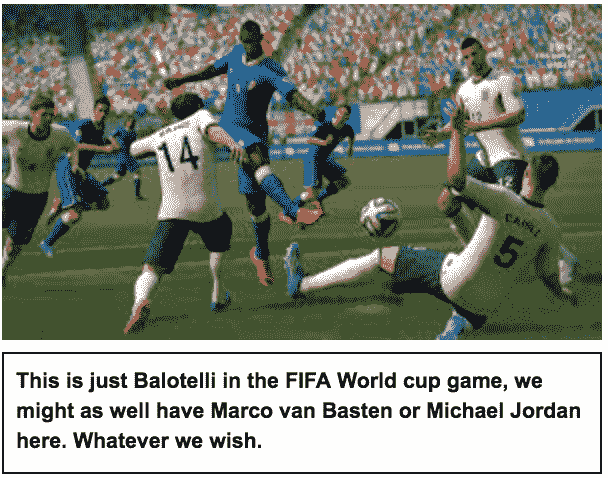 14
CAHILL
5
This is just Balotelli in the FIFA World cup game, we
might as well have Marco van Basten or Michael Jordan
here. Whatever we wish.